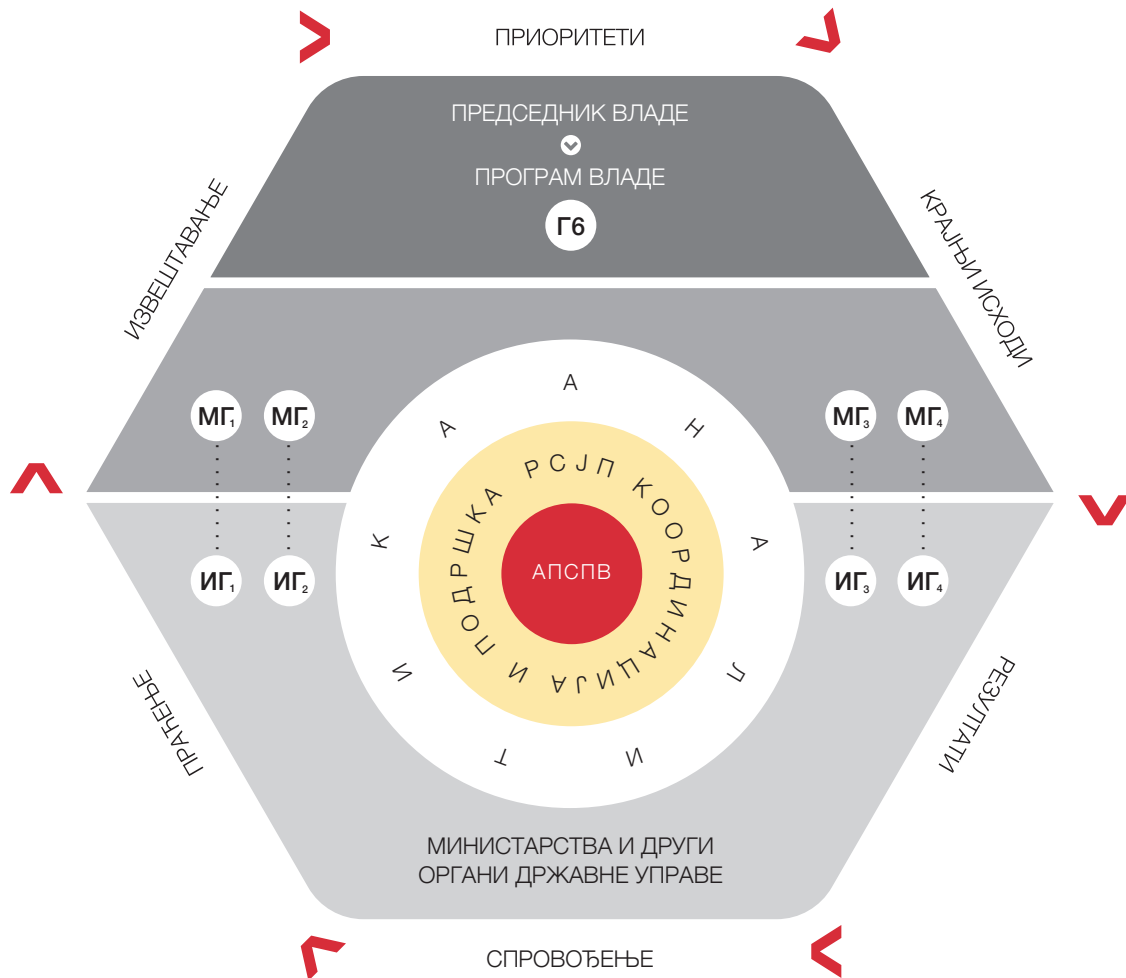 ПРИОРИТЕТИ
ПРЕДСЕДНИК ВЛАДЕ
ПРОГРАМ ВЛАДЕ
Г6
ИЗВЕШТАВАЊЕ
КРАЈЊИ ИСХОДИ
МГ₁
МГ₂
МГ₃
МГ₄
АНАЛИТИКА
РСЈП КООРДИНАЦИЈА И ПОДРШКА
АПСПВ
ИГ₁
ИГ₂
ИГ₃
ИГ₄
ПРАЋЕЊЕ
РЕЗУЛТАТИ
МИНИСТАРСТВА И ДРУГИ
ОРГАНИ ДРЖАВНЕ УПРАВЕ
СПРОВОЂЕЊЕ